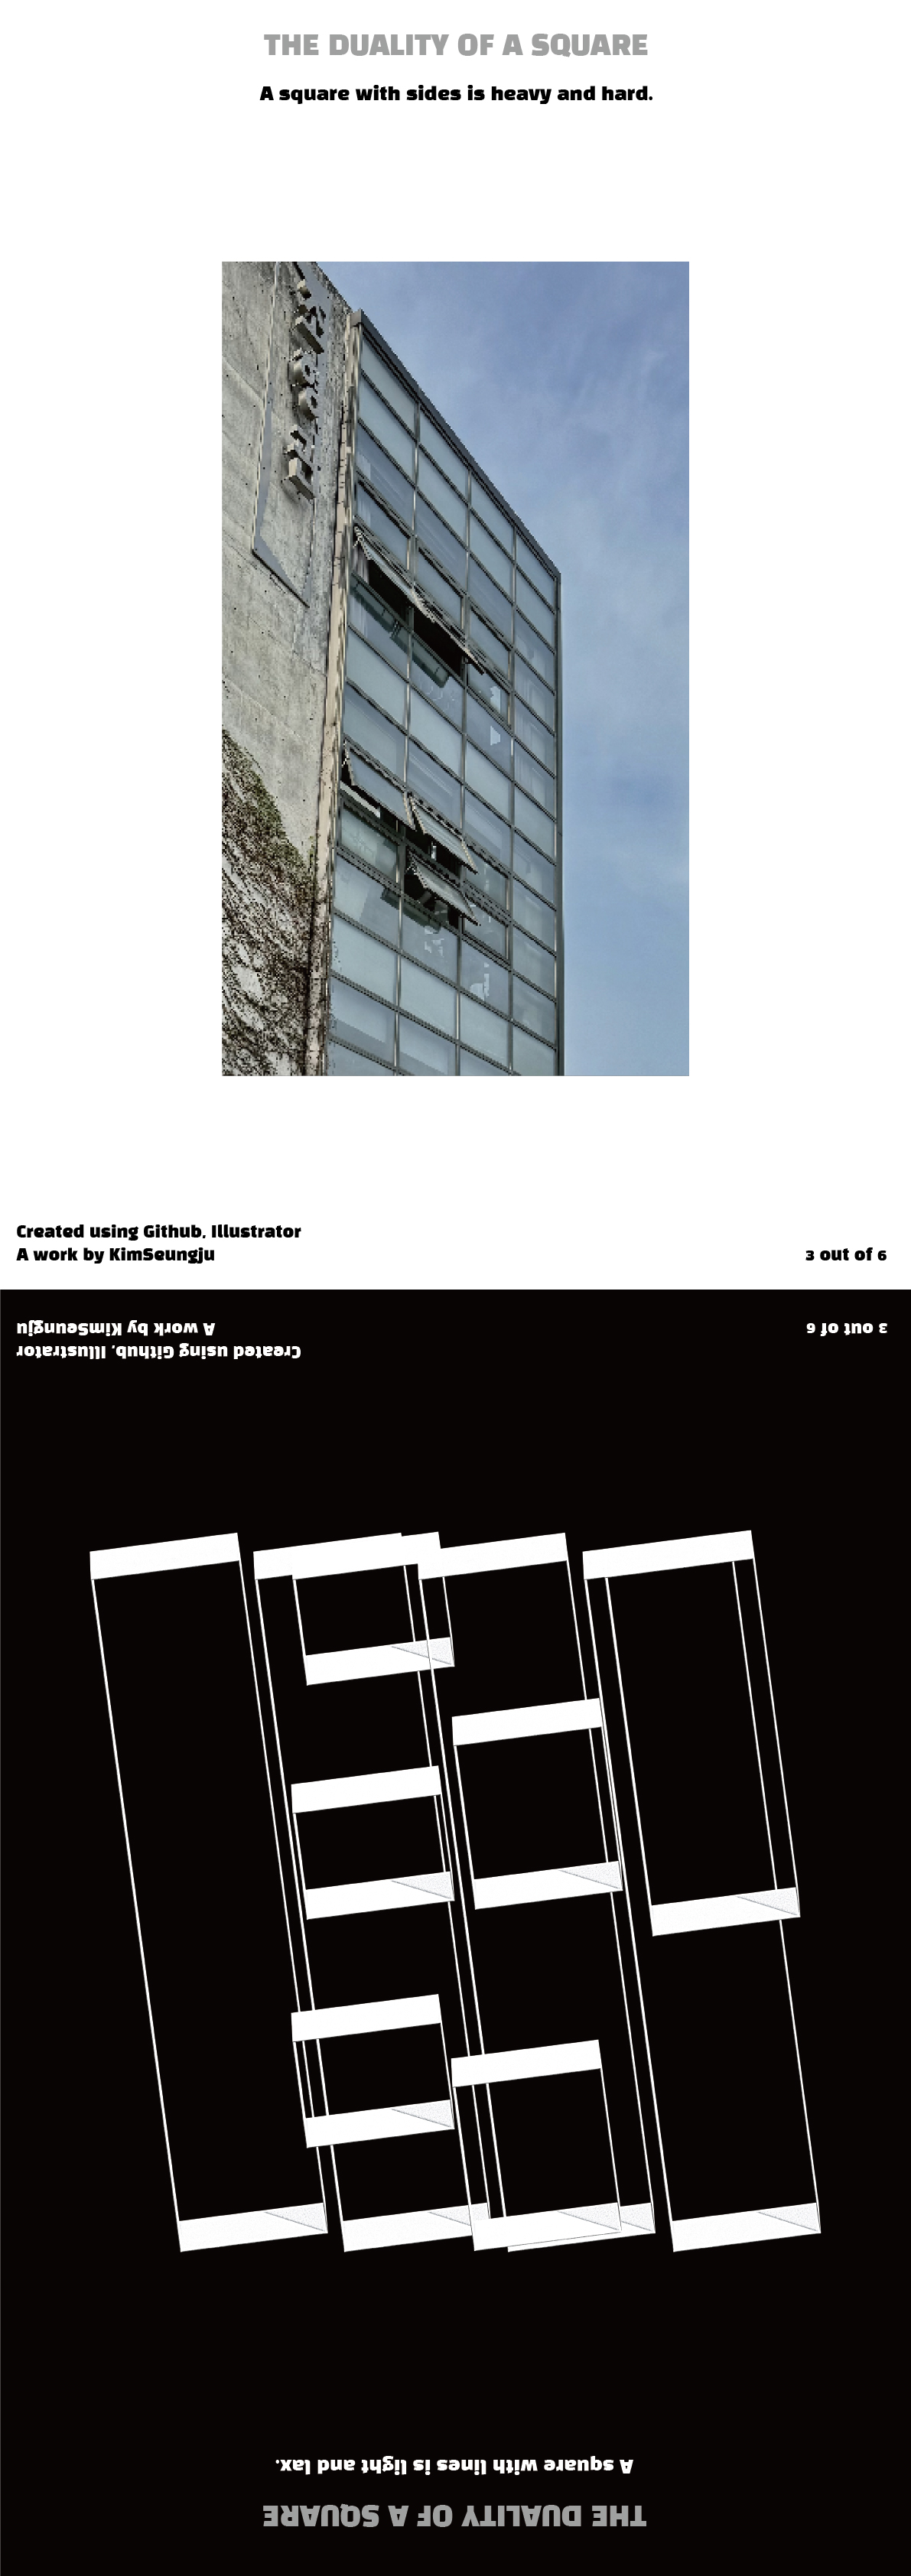 THE DUALITY OF A SQUARE
A square with sides is heavy and hard.
Created using Github, Illustrator
A work by KimSeungju
3 out of 6
A work by KimSeungju
Created using Github, Illustrator
3 out of 6
A square with lines is light and lax.
THE DUALITY OF A SQUARE